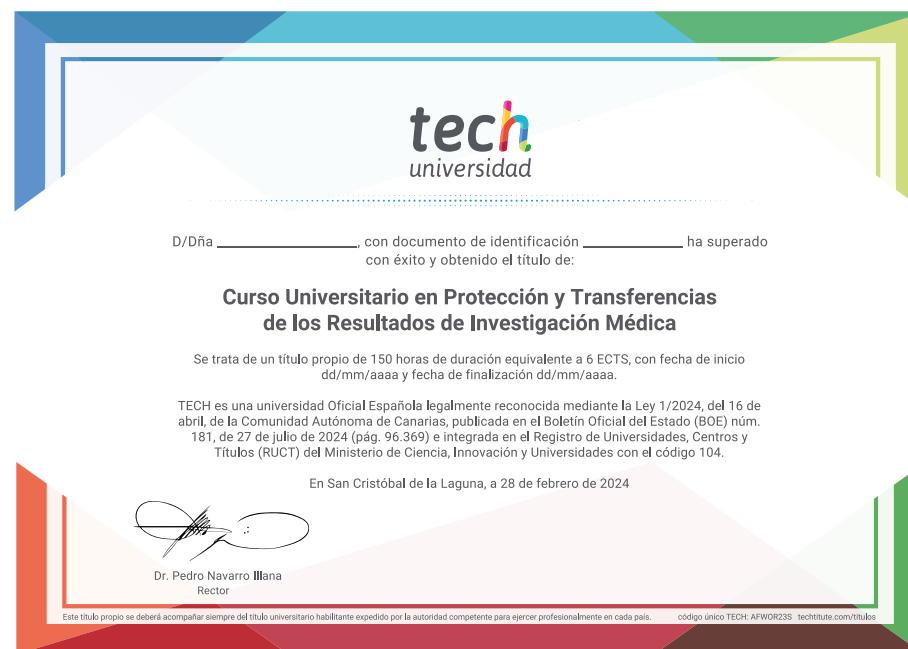 tech
universidad
D/Dña ____________________, con documento de identificación ______________ ha superado
con éxito y obtenido el título de:
Curso Universitario en Protección y Transferencias
de los Resultados de Investigación Médica
Se trata de un título propio de 150 horas de duración equivalente a 6 ECTS, con fecha de inicio
dd/mm/aaaa y fecha de finalización dd/mm/aaaa.
TECH es una universidad Oficial Española legalmente reconocida mediante la Ley 1/2024, del 16 de
abril, de la Comunidad Autónoma de Canarias, publicada en el Boletín Oficial del Estado (BOE) núm.
181, de 27 de julio de 2024 (pág. 96.369) e integrada en el Registro de Universidades, Centros y
Títulos (RUCT) del Ministerio de Ciencia, Innovación y Universidades con el código 104.
En San Cristóbal de la Laguna, a 28 de febrero de 2024
Dr. Pedro Navarro Illana
Rector
Este título propio se deberá acompañar siempre del título universitario habilitante expedido por la autoridad competente para ejercer profesionalmente en cada país. código único TECH: AFWOR23S techtitute.com/titulos